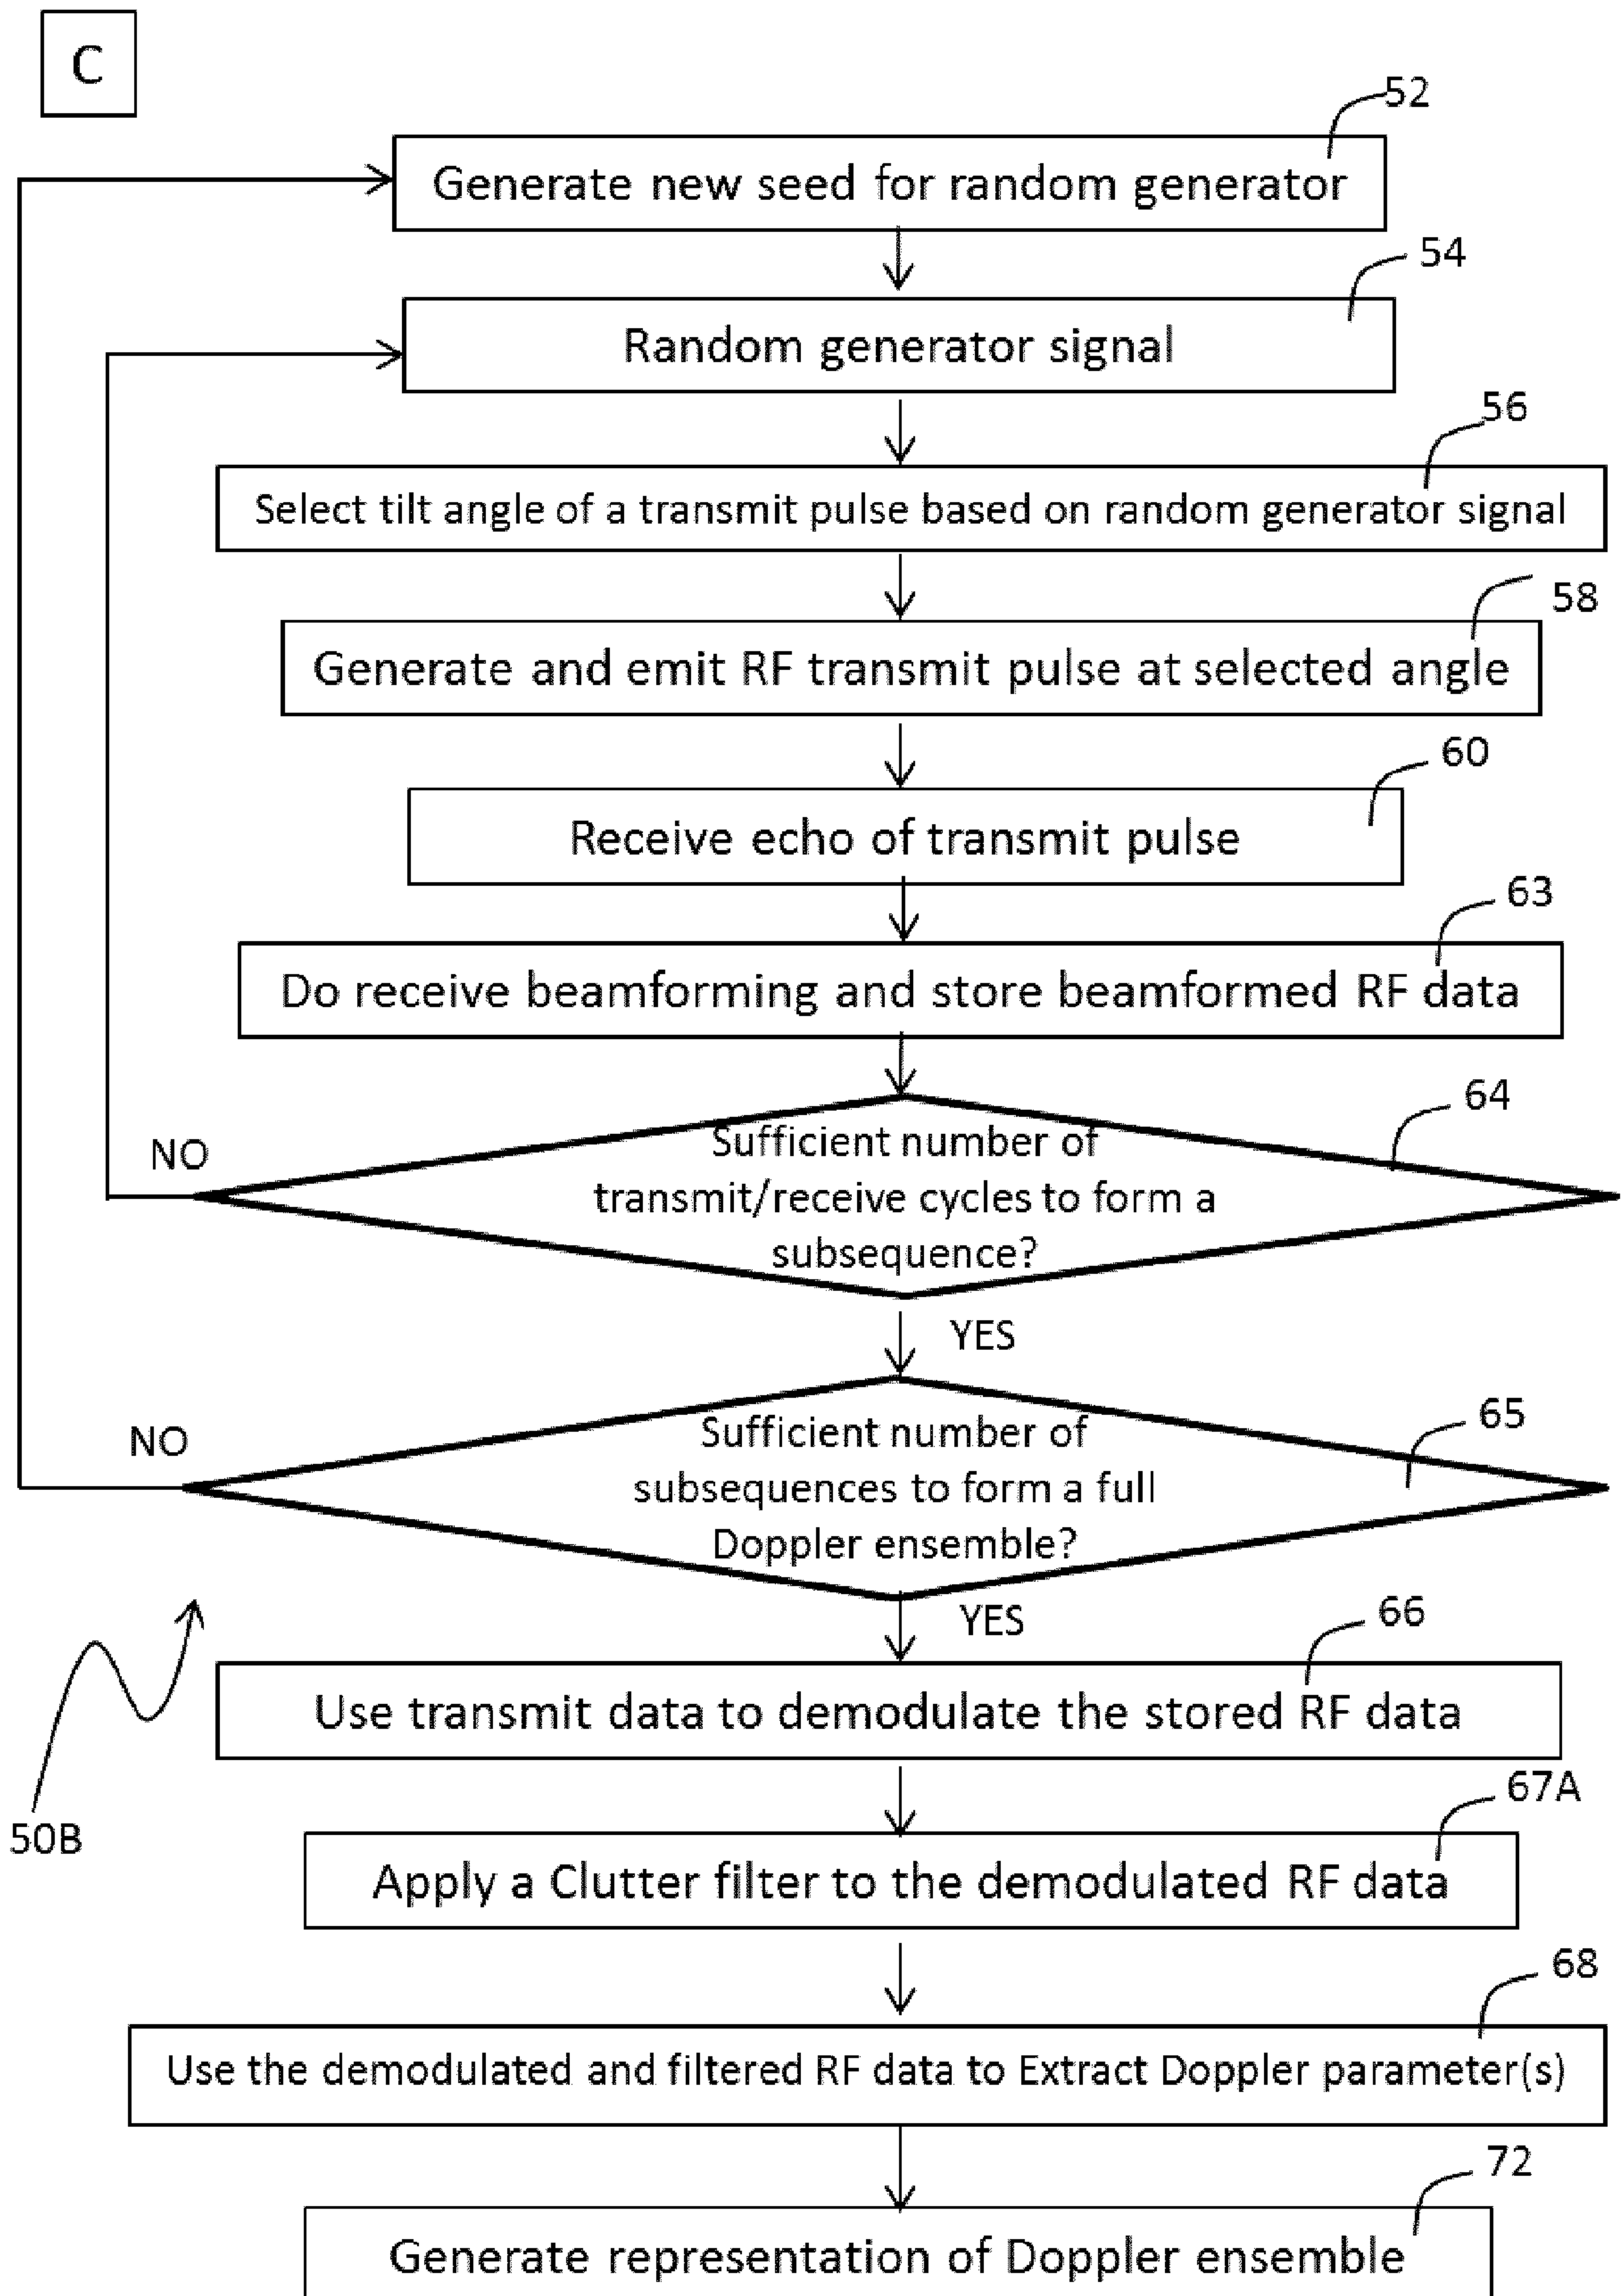 C
52
Generate new seed for random generator
54
Random generator signal
56
Select tilt angle of a transmit pulse based on random generator signal
58
Generate and emit RF transmit pulse at selected angle
60
Receive echo of transmit pulse
63
Do receive beamforming and store beamformed RF data
64
NO
Sufficient number of
transmit/receive cycles to form a
subsequence?
YES
65
NO
Sufficient number of
subsequences to form a full
Doppler ensemble?
YES
66
Use transmit data to demodulate the stored RF data
67A
50B
Apply a Clutter filter to the demodulated RF data
68
Use the demodulated and filtered RF data to Extract Doppler parameter(s)
72
Generate representation of Doppler ensemble